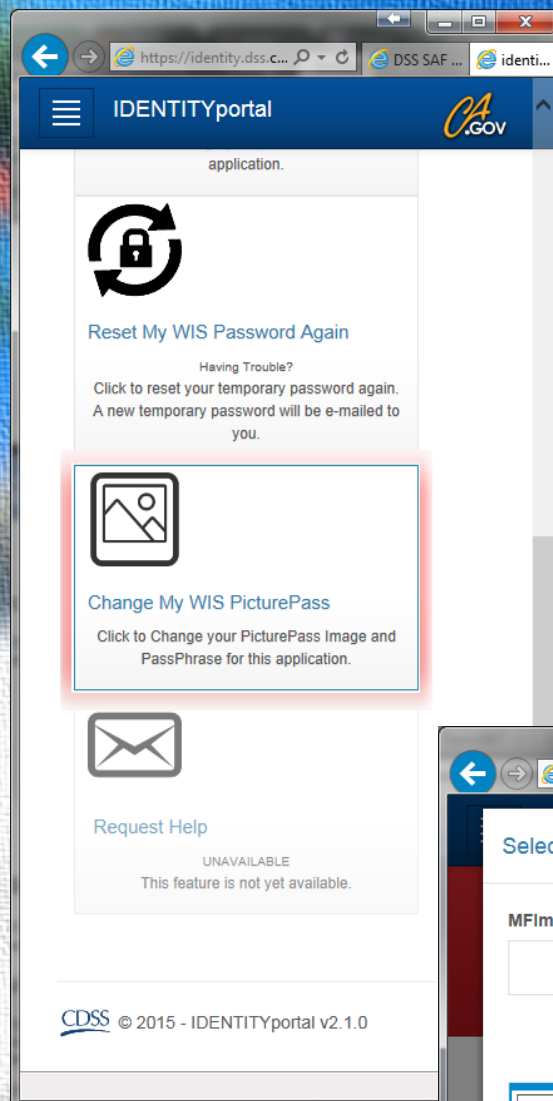 https://identity.dss.c...
DSS SAF ...
identi...
IDENTITYportal
CA.GOV
application.
Reset My WIS Password Again
Having Trouble?
Click to reset your temporary password again.
A new temporary password will be e-mailed to
you.
Change My WIS PicturePass
Click to Change your PicturePass Image and
PassPhrase for this application.
Request Help
UNAVAILABLE
This feature is not yet available.
Selec
MFIm
CDSS © 2015 - IDENTITYportal v2.1.0